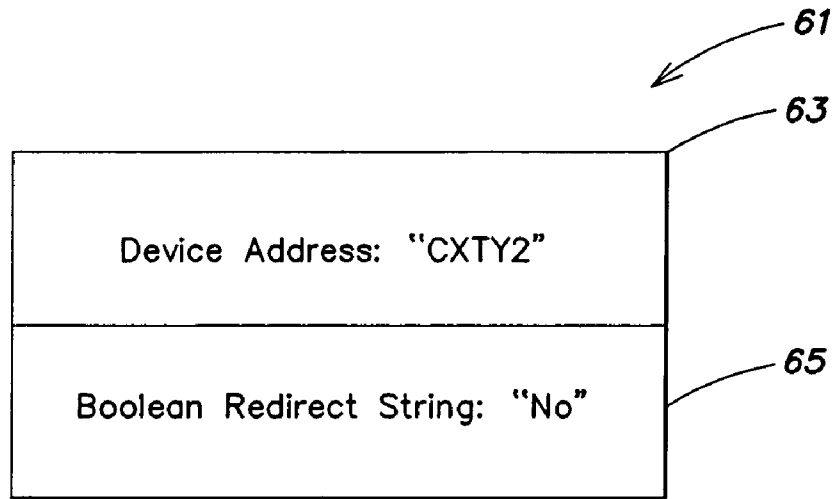 61
63
Device Address: “CXTY2”
65
Boolean Redirect String: “No”